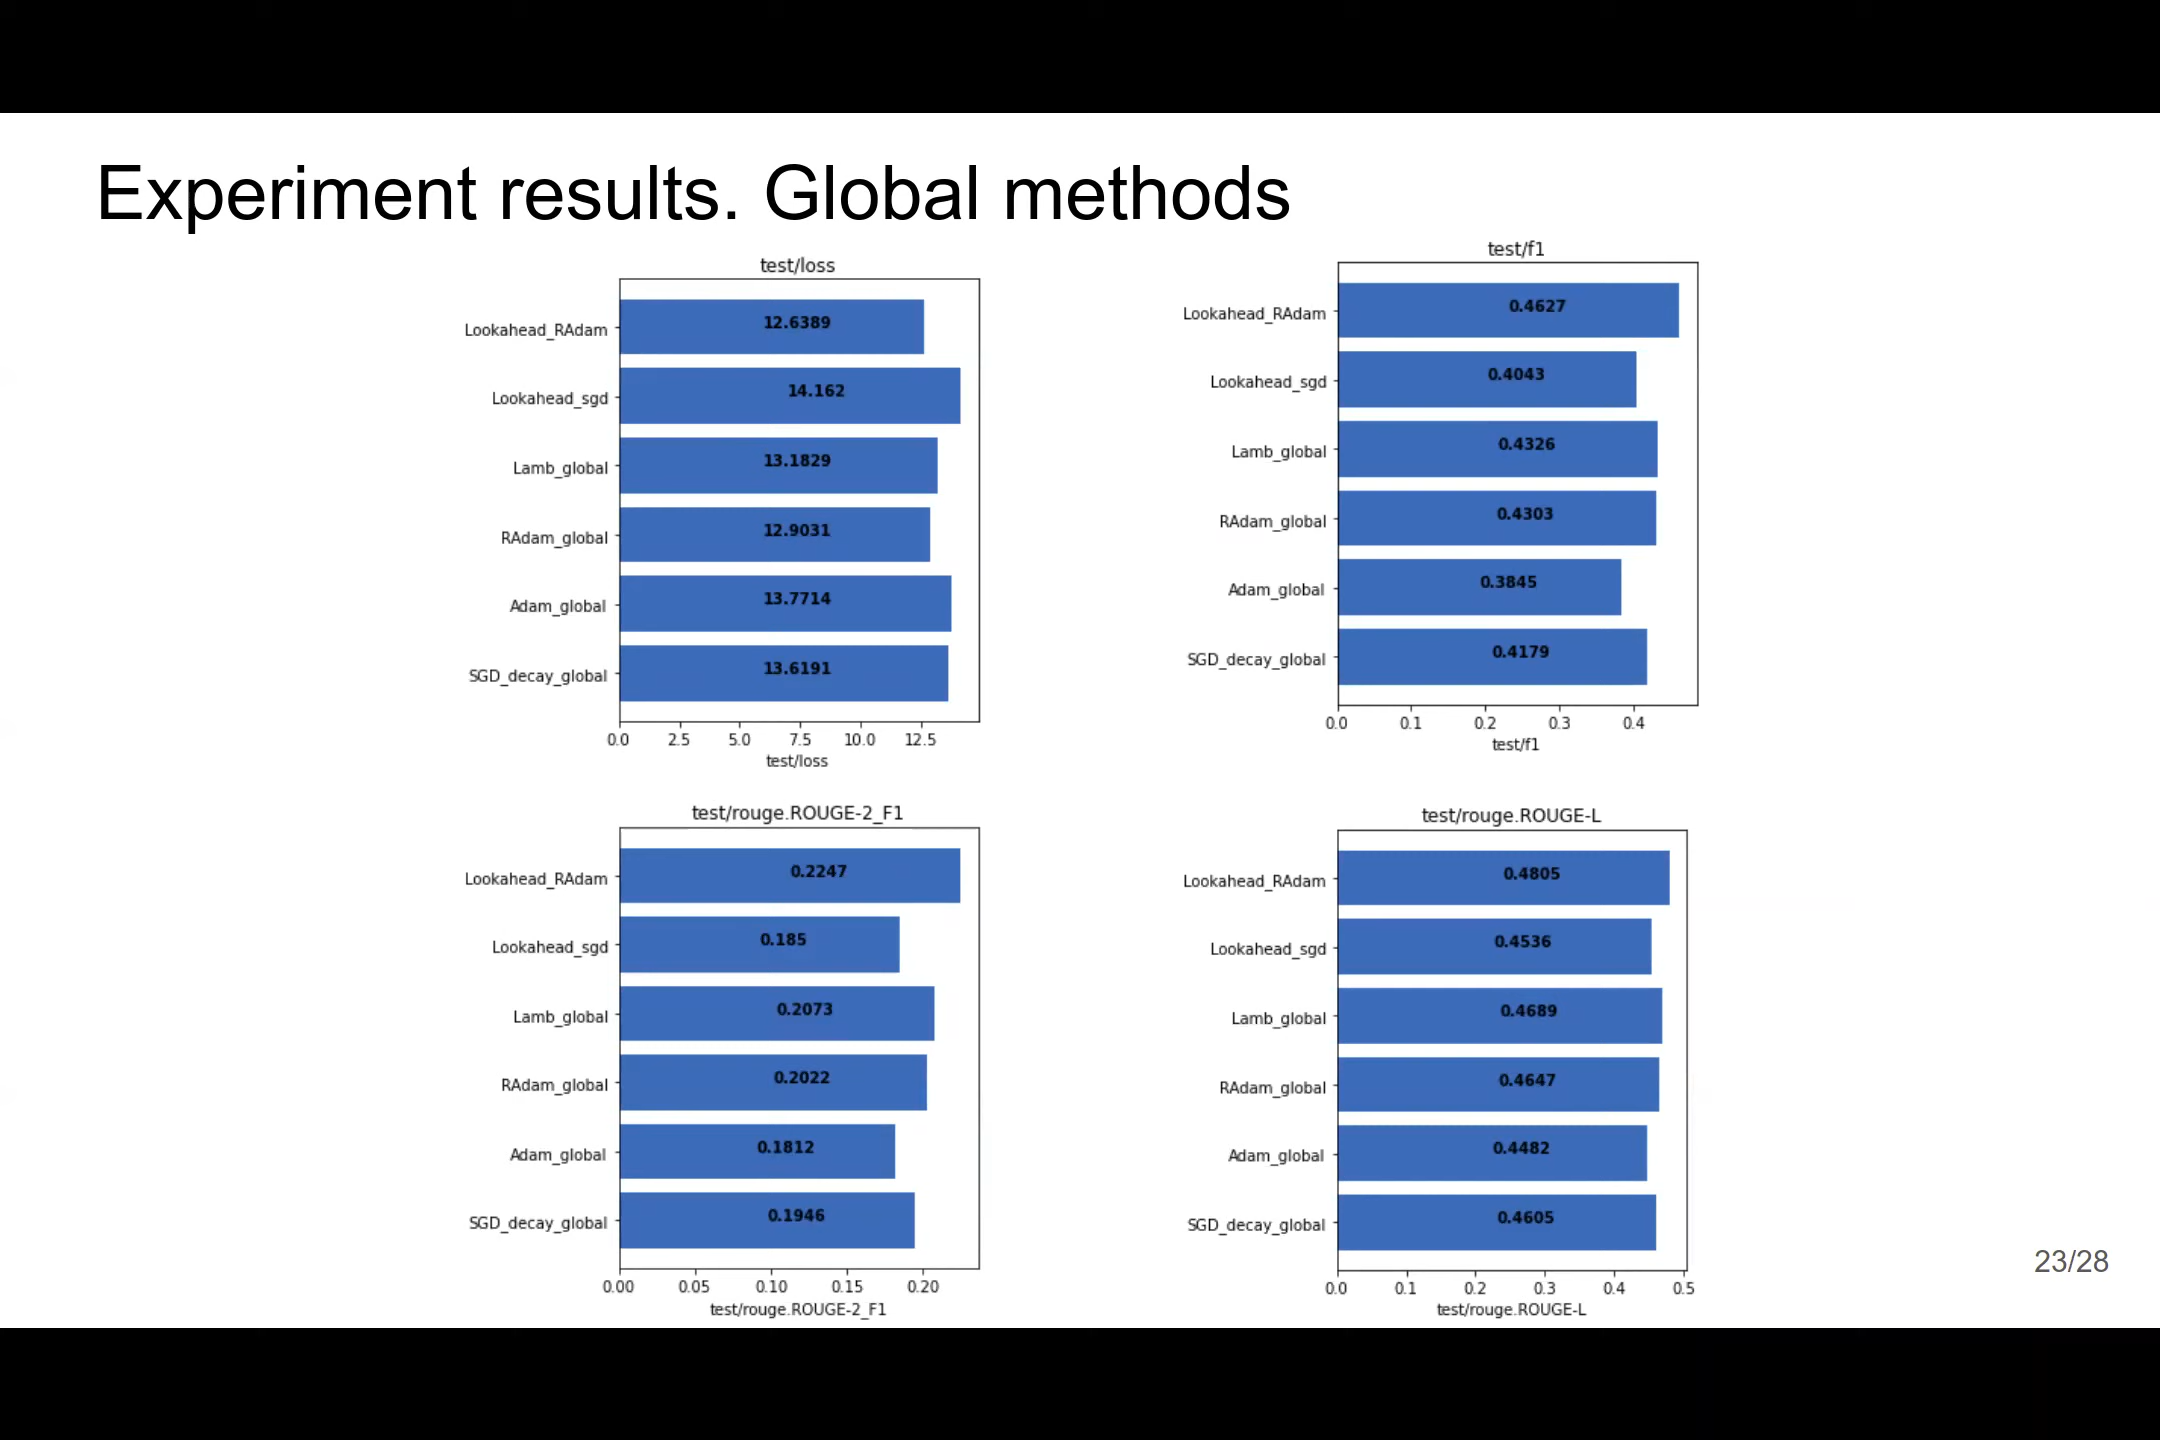 Experiment results. Global methods
test/loss
Lookahead_RAdam
12.6389
Lookahead_sgd
14.162
Lamb_global
13.1829
RAdam_global
12.9031
Adam_global
13.7714
SGD_decay_global
13.6191
0.0 2.5 5.0 7.5 10.0 12.5
test/loss
test/f1
Lookahead_RAdam
0.4627
Lookahead_sgd
0.4043
Lamb_global
0.4326
RAdam_global
0.4303
Adam_global
0.3845
SGD_decay_global
0.4179
0.0 0.1 0.2 0.3 0.4
test/f1
test/rouge.ROUGE-2_F1
Lookahead_RAdam
0.2247
Lookahead_sgd
0.185
Lamb_global
0.2073
RAdam_global
0.2022
Adam_global
0.1812
SGD_decay_global
0.1946
0.00 0.05 0.10 0.15 0.20
test/rouge.ROUGE-2_F1
test/rouge.ROUGE-L
Lookahead_RAdam
0.4805
Lookahead_sgd
0.4536
Lamb_global
0.4689
RAdam_global
0.4647
Adam_global
0.4482
SGD_decay_global
0.4605
0.0 0.1 0.2 0.3 0.4 0.5
test/rouge.ROUGE-L
23/28